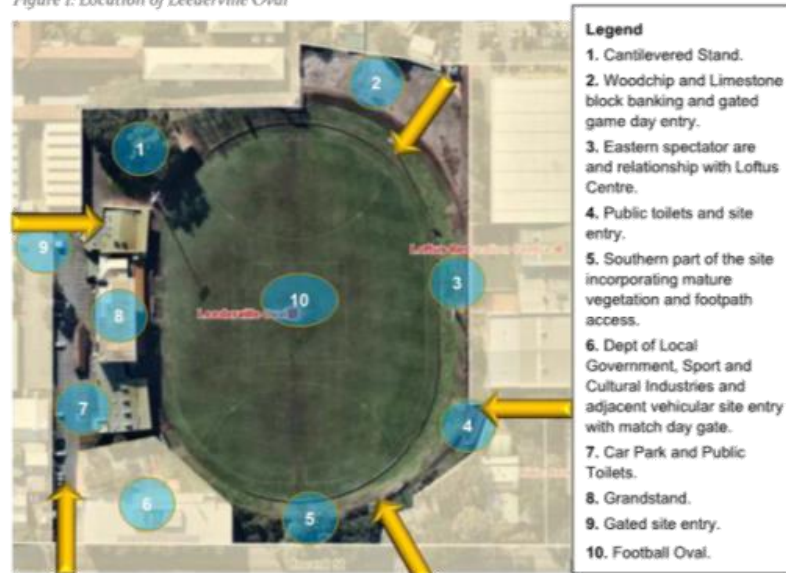 Figure 1: Location of Leederville Oval
1
2
3
4
5
6
7
8
9
10
Legend
1. Cantilevered Stand.
2. Woodchip and Limestone
block banking and gated
game day entry.
3. Eastern spectator are
and relationship with Loftus
Centre.
4. Public toilets and site
entry.
5. Southern part of the site
incorporating mature
vegetation and footpath
access.
6. Dept of Local
Government, Sport and
Cultural Industries and
adjacent vehicular site entry
with match day gate.
7. Car Park and Public
Toilets.
8. Grandstand.
9. Gated site entry.
10. Football Oval.